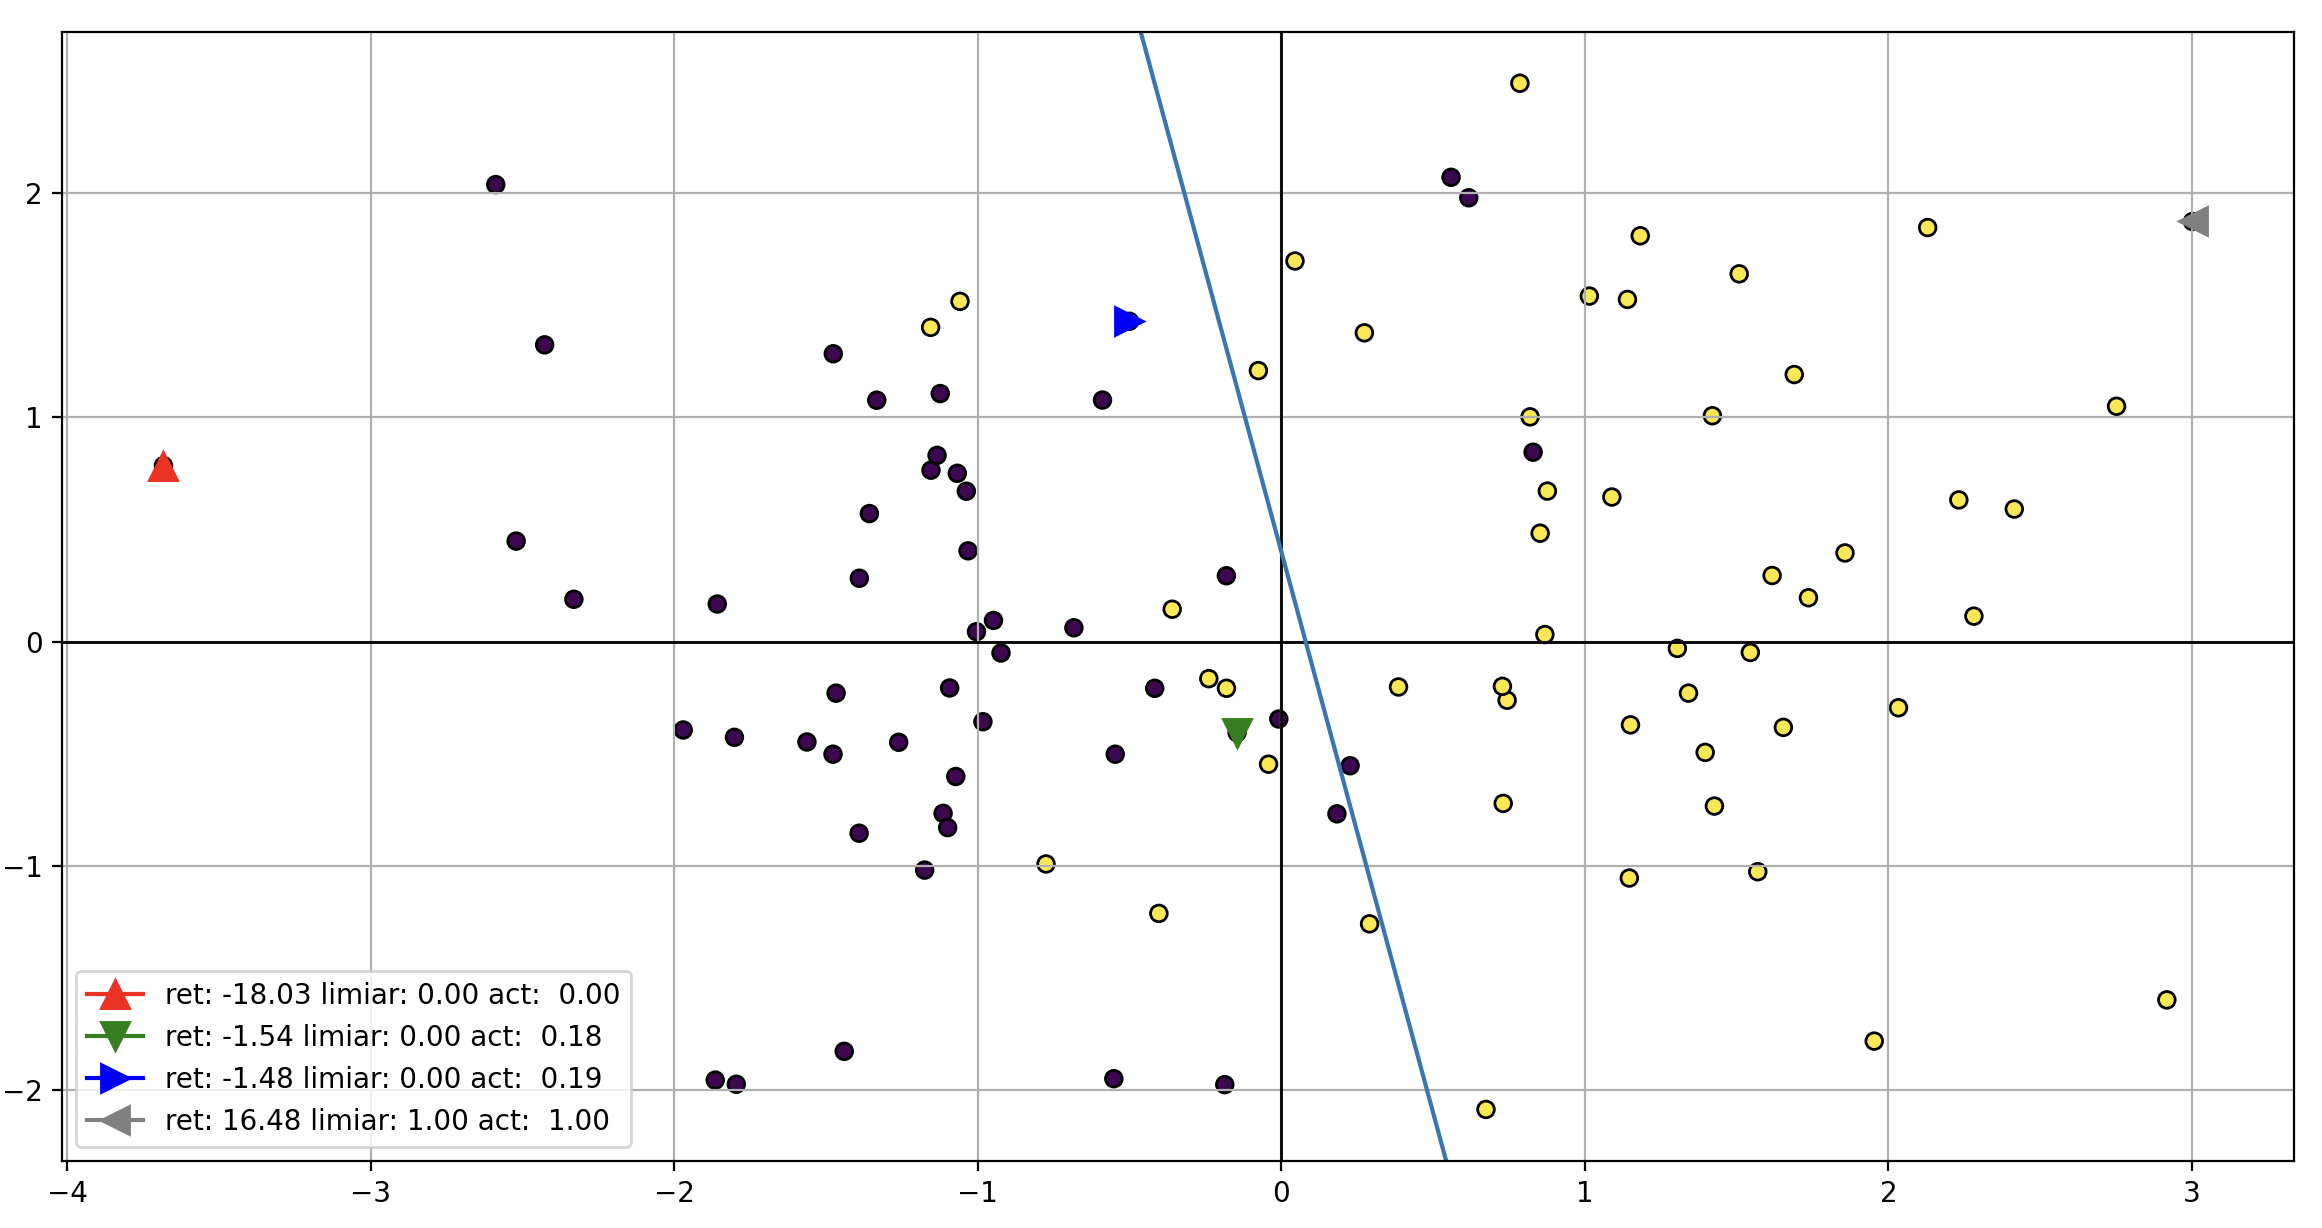 2
1
0
−1
−2
ret: -18.03 limiar: 0.00 act:  0.00
ret: -1.54 limiar: 0.00 act:  0.18
ret: -1.48 limiar: 0.00 act:  0.19
ret: 16.48 limiar: 1.00 act:  1.00
−4 −3 −2 −1 0 1 2 3